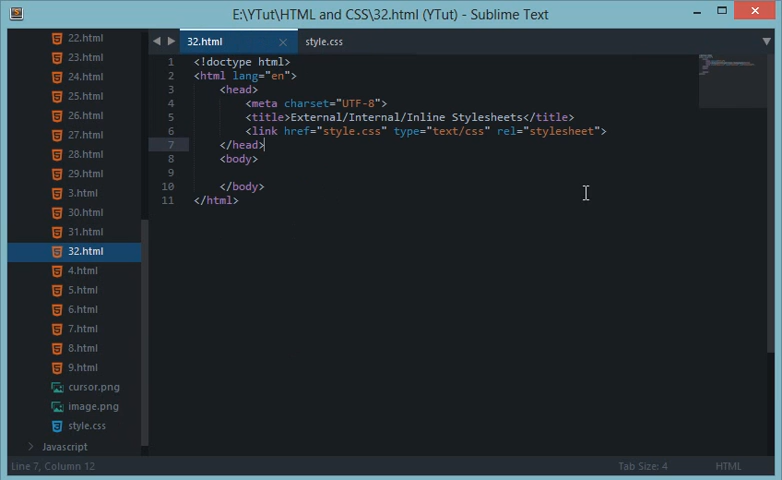 E:\YTut\HTML and CSS\32.html (YTut) - Sublime Text
32.html
style.css
22.html
23.html
24.html
25.html
26.html
27.html
28.html
29.html
3.html
30.html
31.html
32.html
4.html
5.html
6.html
7.html
8.html
9.html
cursor.png
image.png
style.css
Javascript
1 <!doctype html>
2 <html lang="en">
3 <head>
4 <meta charset="UTF-8">
5 <title>External/Internal/Inline Stylesheets</title>
6 <link href="style.css" type="text/css" rel="stylesheet">
7 </head>
8 <body>
9
10 </body>
11 </html>
Line 7, Column 12
Tab Size: 4
HTML